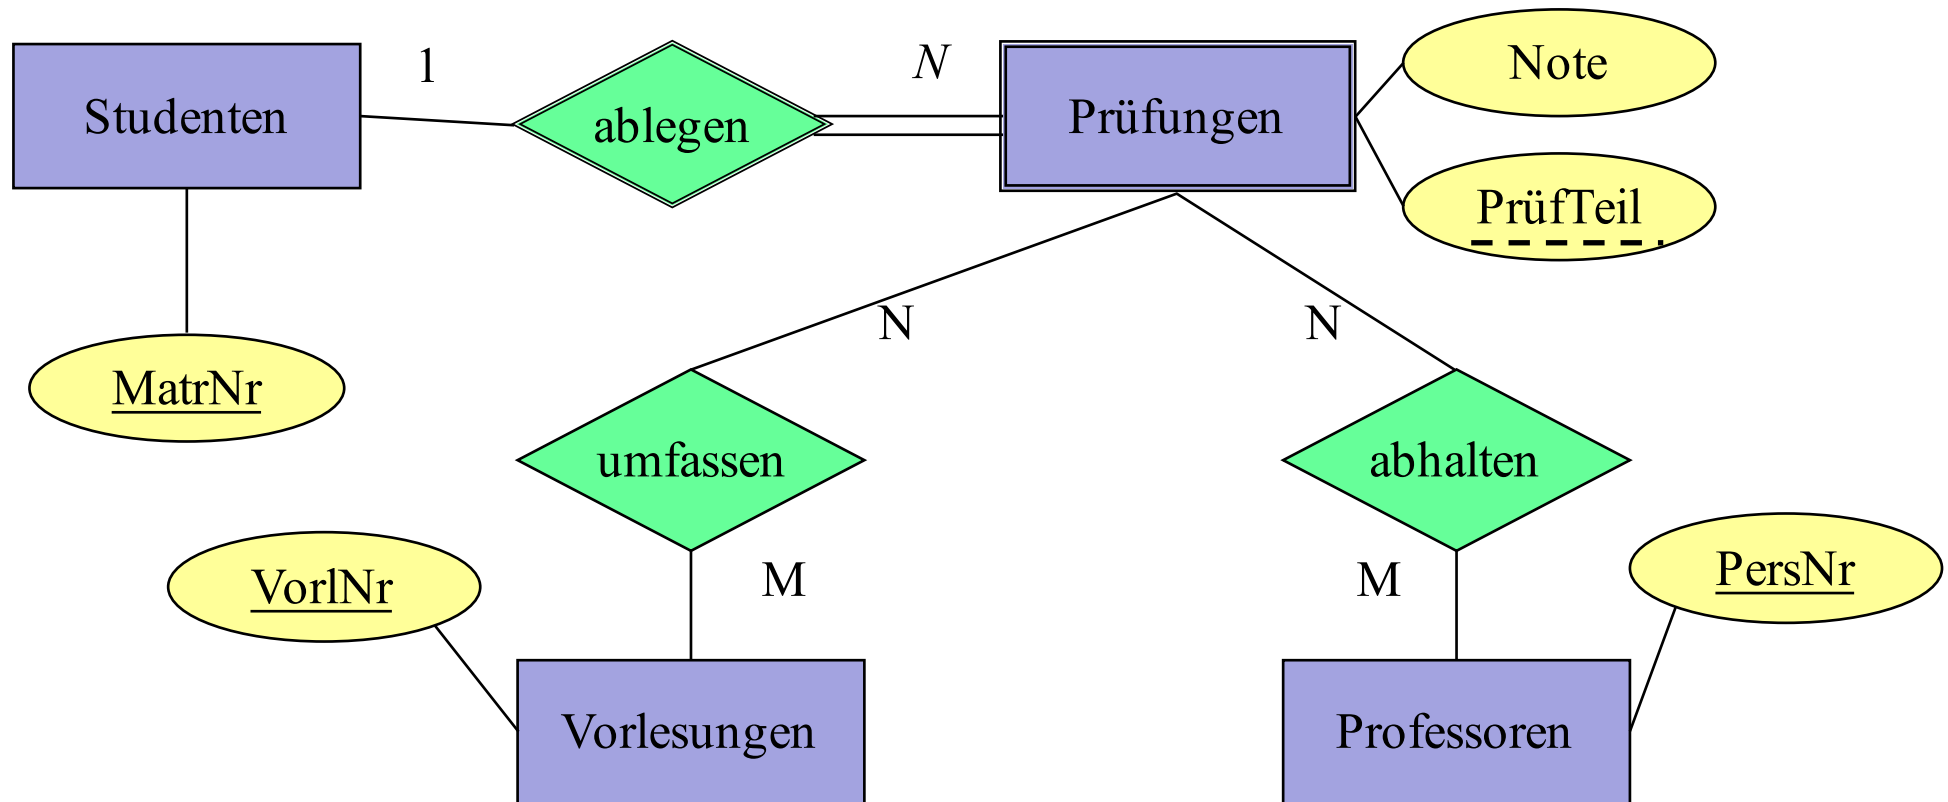 Studenten
1
ablegen
N
Prüfungen
Note
PrüfTeil
MatrNr
N
N
umfassen
abhalten
VorlNr
M
M
PersNr
Vorlesungen
Professoren